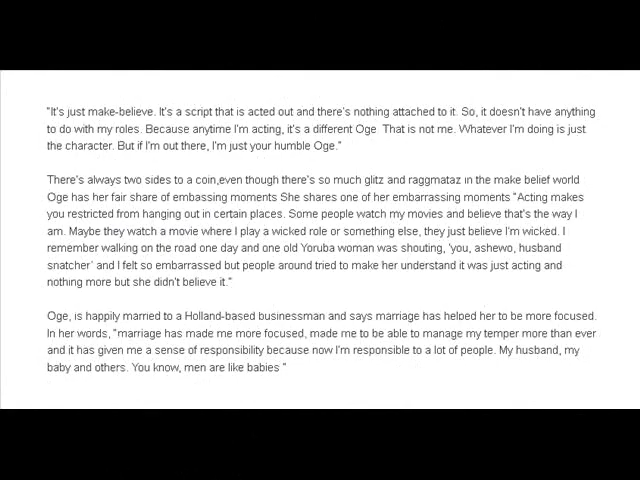 “It's just make-believe. It's a script that is acted out and there's nothing attached to it. So, it doesn't have anything
to do with my roles. Because anytime I'm acting, it's a different Oge  That is not me. Whatever I'm doing is just
the character. But if I'm out there, I'm just your humble Oge.”
There's always two sides to a coin,even though there's so much glitz and raggmataz in the make belief world
Oge has her fair share of embassing moments She shares one of her embarrassing moments “Acting makes
you restricted from hanging out in certain places. Some people watch my movies and believe that's the way I
am. Maybe they watch a movie where I play a wicked role or something else, they just believe I'm wicked. I
remember walking on the road one day and one old Yoruba woman was shouting, ‘you, ashewo, husband
snatcher’ and I felt so embarrassed but people around tried to make her understand it was just acting and
nothing more but she didn't believe it.”
Oge, is happily married to a Holland-based businessman and says marriage has helped her to be more focused.
In her words, “marriage has made me more focused, made me to be able to manage my temper more than ever
and it has given me a sense of responsibility because now I'm responsible to a lot of people. My husband, my
baby and others. You know, men are like babies ”